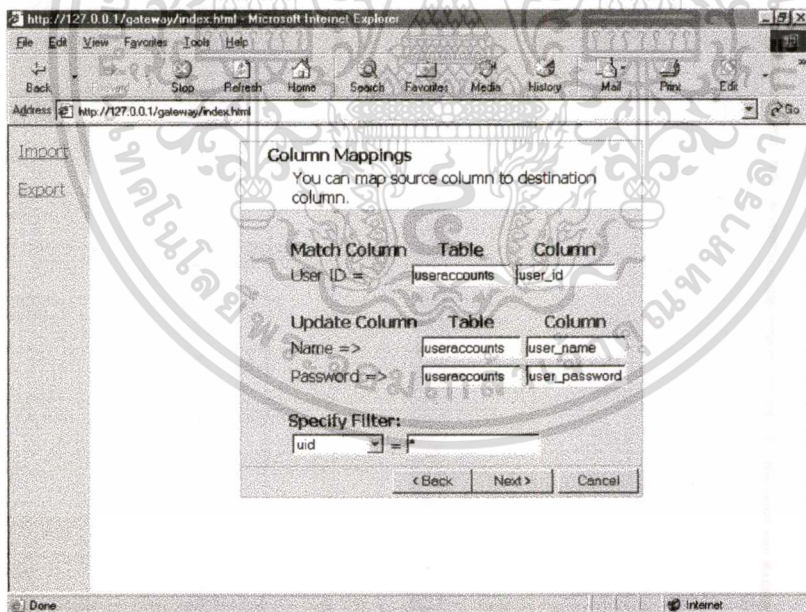 http://127.0.0.1/gateway/index.html - Microsoft Internet Explorer
File Edit View Favorites Tools Help
Back Stop Refresh Home Search Favorites Media History Mail Print Edit
Address http://127.0.0.1/gateway/index.html Go
Import
Export
Column Mappings
You can map source column to destination
column.
Match Column Table Column
User ID = useraccounts user_id
Update Column Table Column
Name => useraccounts user_name
Password => useraccounts user_password
Specify Filter:
uid = *
< Back Next > Cancel
Done Internet